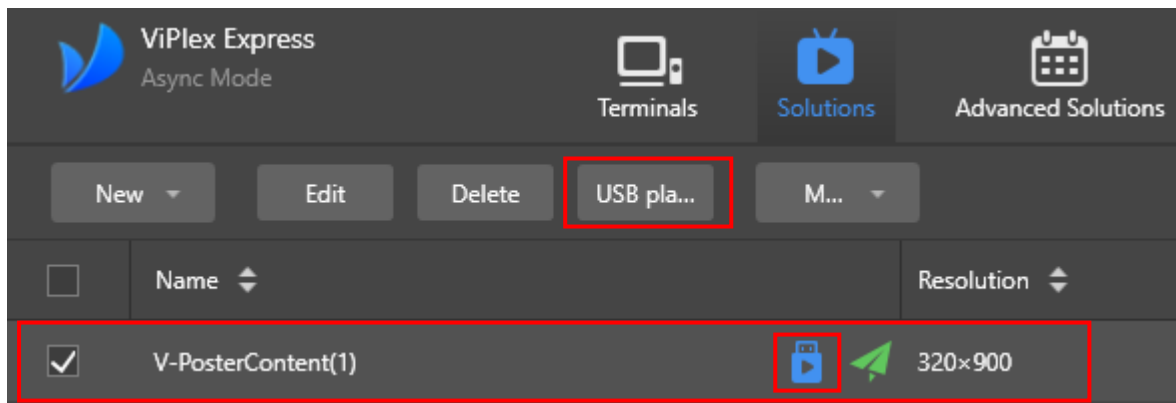 ViPlex Express
Async Mode
Terminals
Solutions
Advanced Solutions
New
Edit
Delete
USB pla...
M...
Name
Resolution
V-PosterContent(1)
320×900